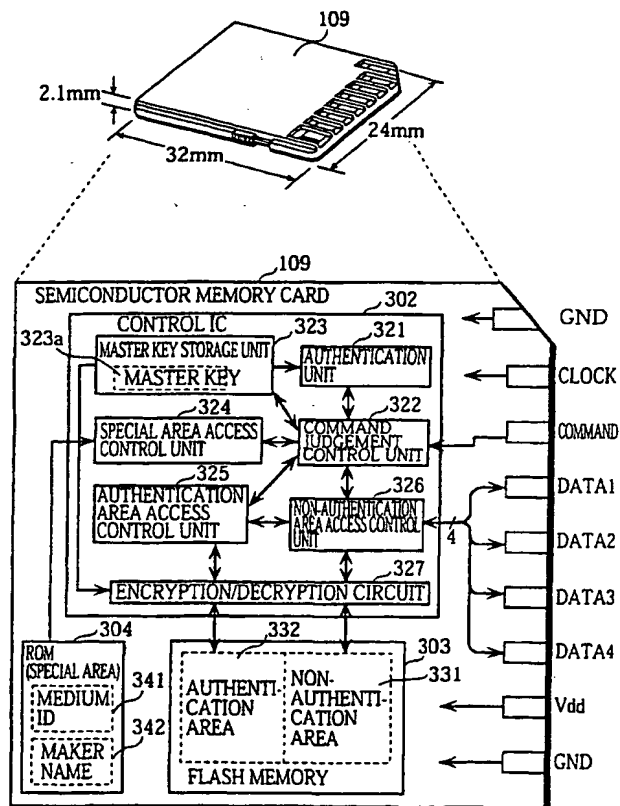 109
2.1mm
24mm
32mm
109
SEMICONDUCTOR MEMORY CARD
302
CONTROL IC
323a
323
MASTER KEY STORAGE UNIT
MASTER KEY
321
AUTHENTICATION
UNIT
324
SPECIAL AREA ACCESS
CONTROL UNIT
322
COMMAND
JUDGEMENT
CONTROL UNIT
325
AUTHENTICATION
AREA ACCESS
CONTROL UNIT
326
NON-AUTHENTICATION
AREA ACCESS CONTROL
UNIT
327
ENCRYPTION/DECRYPTION CIRCUIT
GND
CLOCK
COMMAND
DATA1
DATA2
DATA3
DATA4
Vdd
GND
4
304
ROM
(SPECIAL AREA)
341
MEDIUM
ID
342
MAKER
NAME
332
303
331
AUTHENTI-
CATION
AREA
NON-
AUTHENTI-
CATION
AREA
FLASH MEMORY